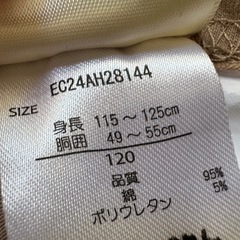 EC24AH28144
SIZE
身長 115～125cm
胴囲 49～55cm
120
品質
綿 95%
ポリウレタン 5%